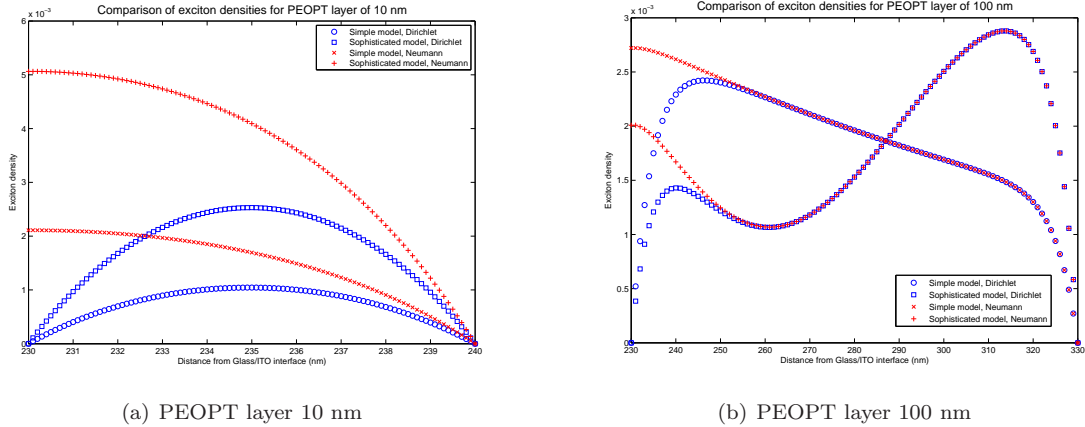 Comparison of exciton densities for PEOPT layer of 10 nm
x 10⁻³
6
5
4
3
2
1
0
Exciton density
230 231 232 233 234 235 236 237 238 239 240
Distance from Glass/ITO interface (nm)
Simple model, Dirichlet
Sophisticated model, Dirichlet
Simple model, Neumann
Sophisticated model, Neumann
(a) PEOPT layer 10 nm
Comparison of exciton densities for PEOPT layer of 100 nm
x 10⁻³
3
2.5
2
1.5
1
0.5
0
Exciton density
230 240 250 260 270 280 290 300 310 320 330
Distance from Glass/ITO interface (nm)
Simple model, Dirichlet
Sophisticated model, Dirichlet
Simple model, Neumann
Sophisticated model, Neumann
(b) PEOPT layer 100 nm